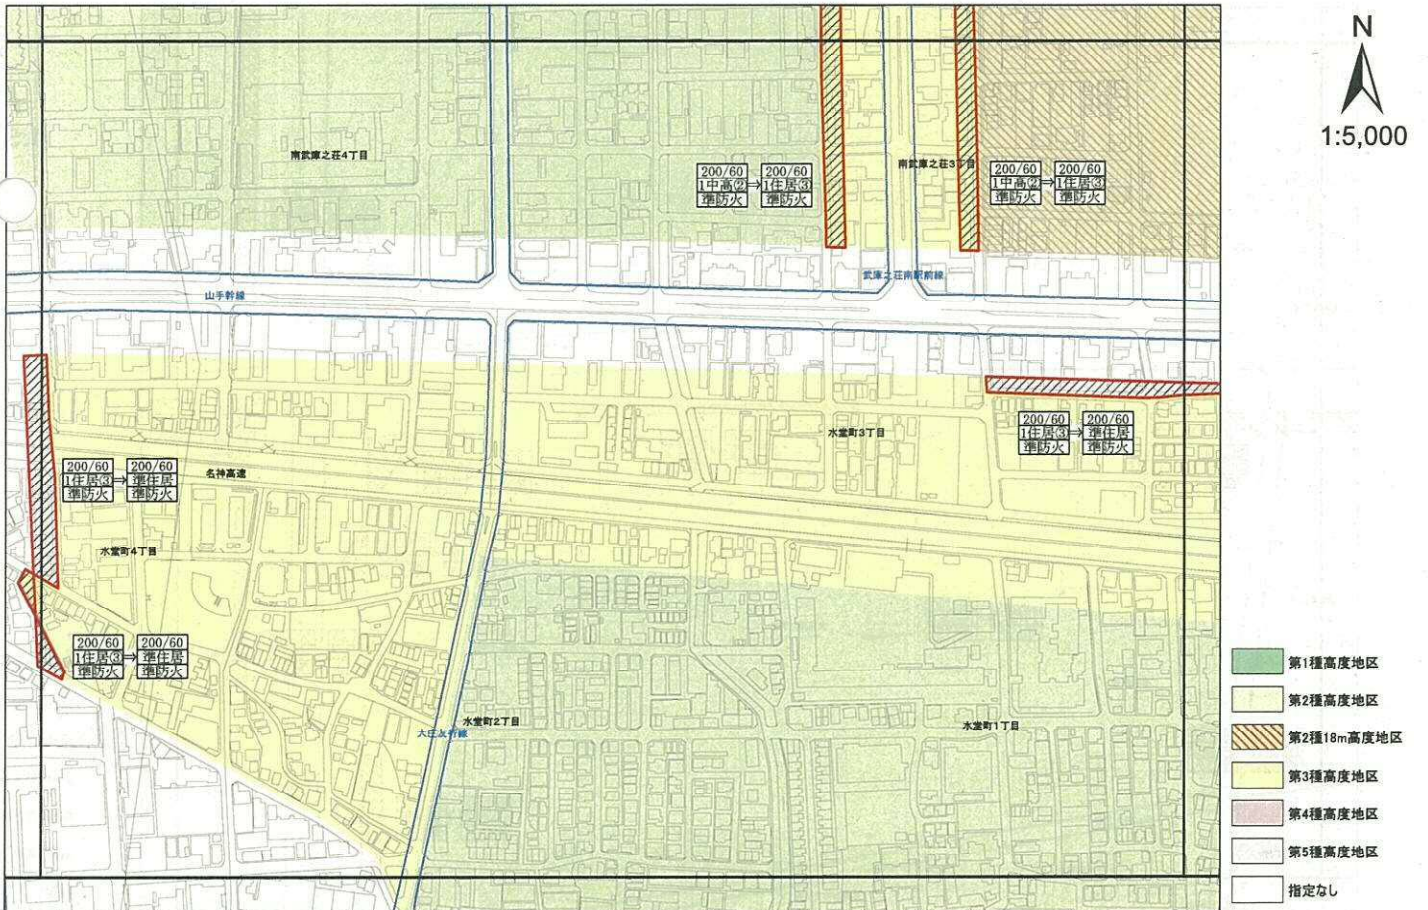 N
1:5,000
南武庫之荘4丁目
南武庫之荘3丁目
200/60
1中高②
準防火
⇒
200/60
1住居③
準防火
200/60
1中高②
準防火
⇒
200/60
1住居③
準防火
武庫之荘南駅前線
山手幹線
200/60
1住居③
準防火
⇒
200/60
準住居
準防火
水堂町3丁目
名神高速
200/60
1住居③
準防火
⇒
200/60
準住居
準防火
水堂町4丁目
200/60
1住居③
準防火
⇒
200/60
準住居
準防火
水堂町2丁目
水堂町1丁目
大庄友行線
第1種高度地区
第2種高度地区
第2種18m高度地区
第3種高度地区
第4種高度地区
第5種高度地区
指定なし